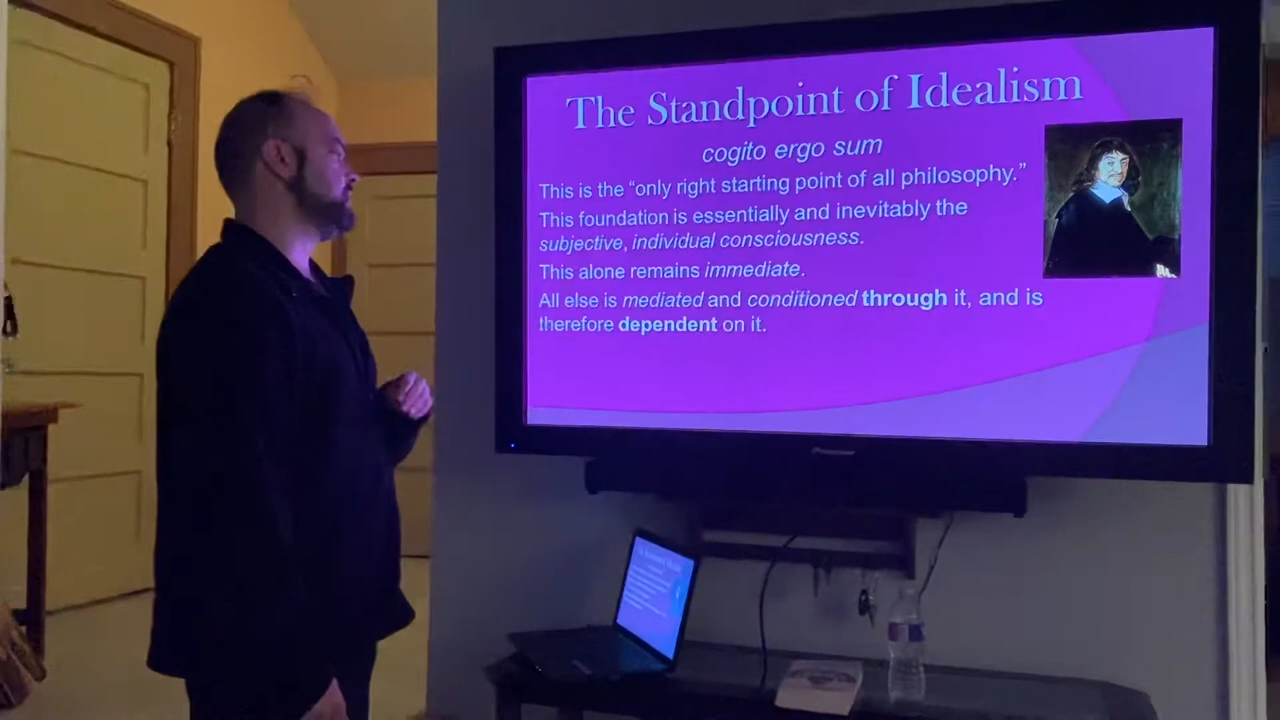 The Standpoint of Idealism
cogito ergo sum
This is the “only right starting point of all philosophy.”
This foundation is essentially and inevitably the
subjective, individual consciousness.
This alone remains immediate.
All else is mediated and conditioned through it, and is
therefore dependent on it.